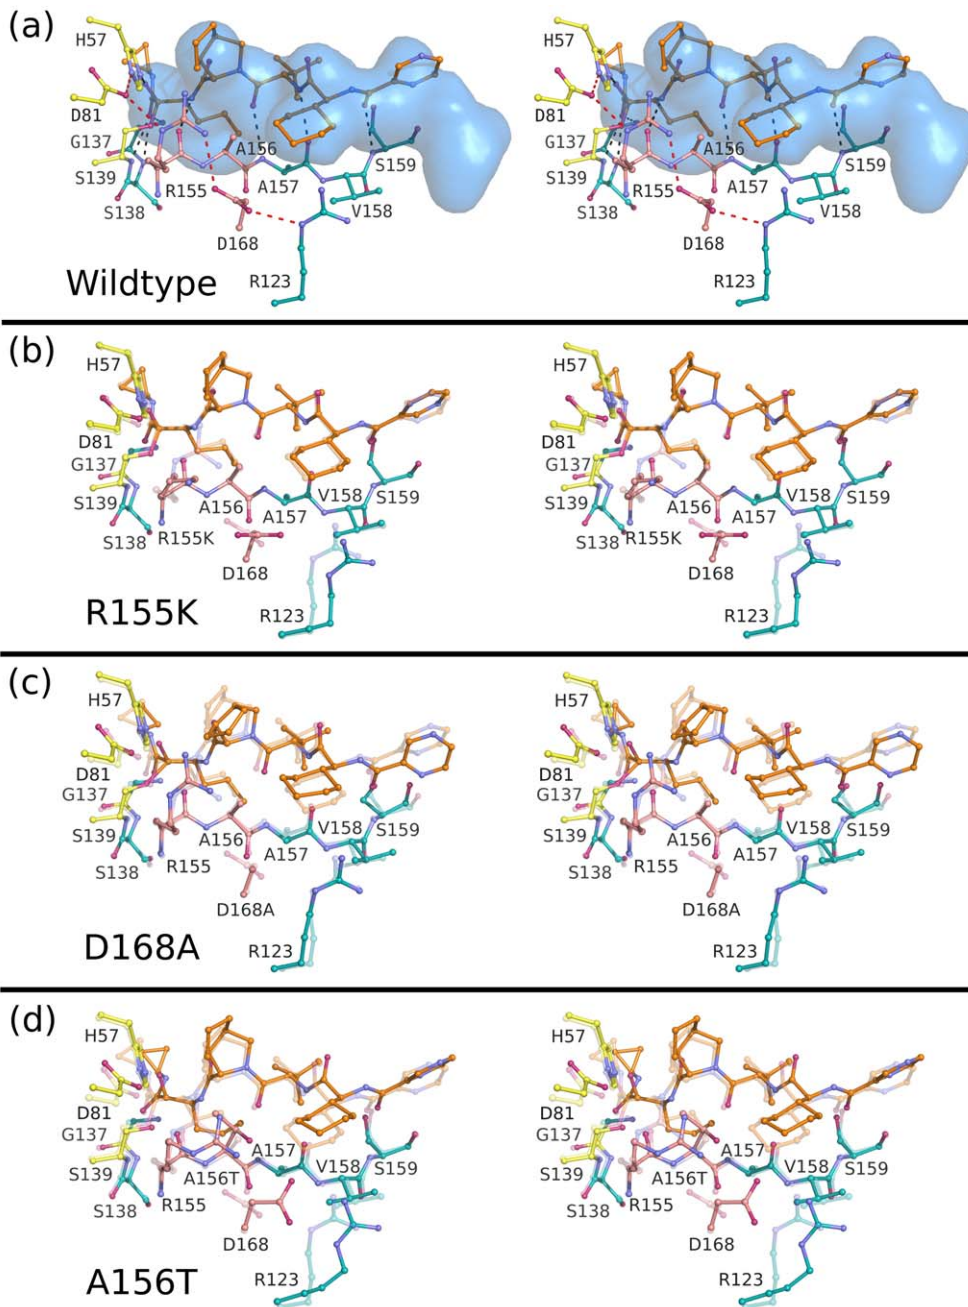 (a)
H57 H57
D81 D81
G137 A156 S159 G137 A156 S159
S139 R155 A157 S139 R155 A157
S138 V158 S138 V158
D168 D168
R123 R123
Wildtype
(b)
H57 H57
D81 D81
G137 G137
S139 A156 A157 V158 S159 S139 A156 A157 V158 S159
S138 R155K S138 R155K
D168 D168
R123 R123
R155K
(c)
H57 H57
D81 D81
G137 G137
S139 A156 A157 V158 S159 S139 A156 A157 V158 S159
S138 R155 S138 R155
D168A D168A
R123 R123
D168A
(d)
H57 H57
D81 D81
G137 A157 G137 A157
S139 A156T V158 S159 S139 A156T V158 S159
S138 R155 S138 R155
D168 D168
R123 R123
A156T